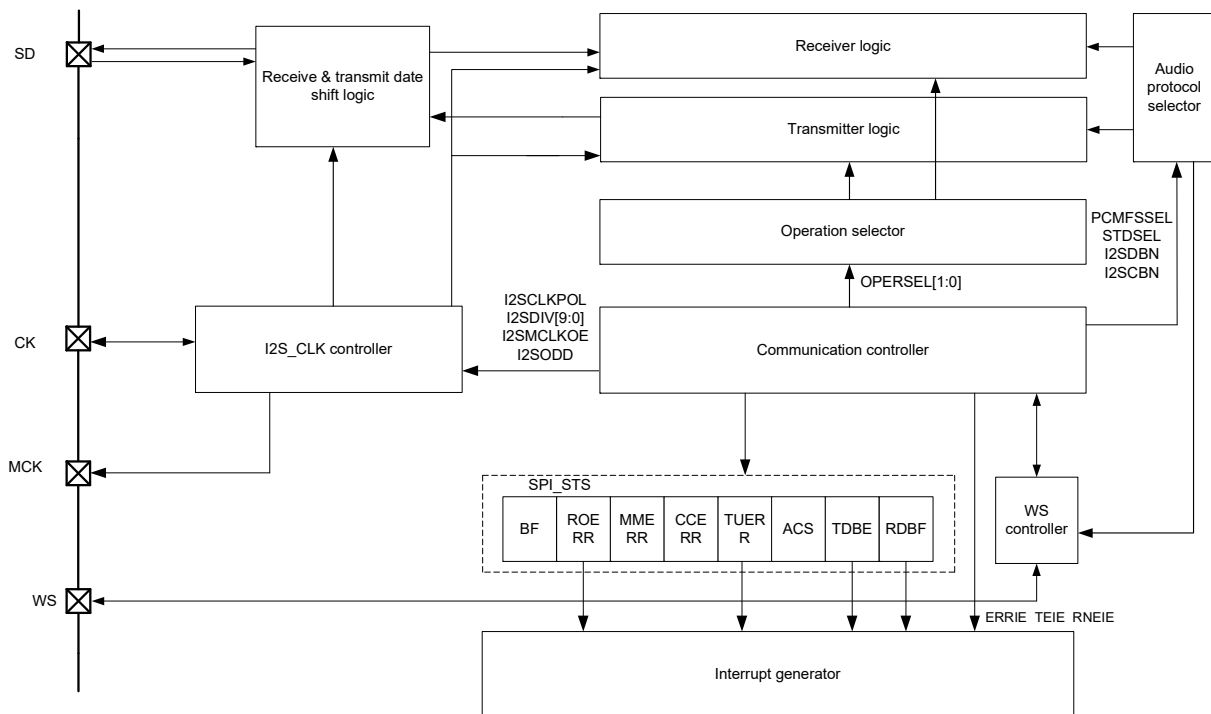 SD
Receive & transmit date
shift logic
Receiver logic
Transmitter logic
Audio
protocol
selector
Operation selector
PCMFSSEL
STDSEL
I2SDBN
I2SCBN
OPERSEL[1:0]
CK
I2S_CLK controller
I2SCLKPOL
I2SDIV[9:0]
I2SMCLKOE
I2SODD
Communication controller
MCK
SPI_STS
BF
ROE
RR
MME
RR
CCE
RR
TUER
R
ACS
TDBE
RDBF
WS
controller
WS
ERRIE TEIE RNEIE
Interrupt generator